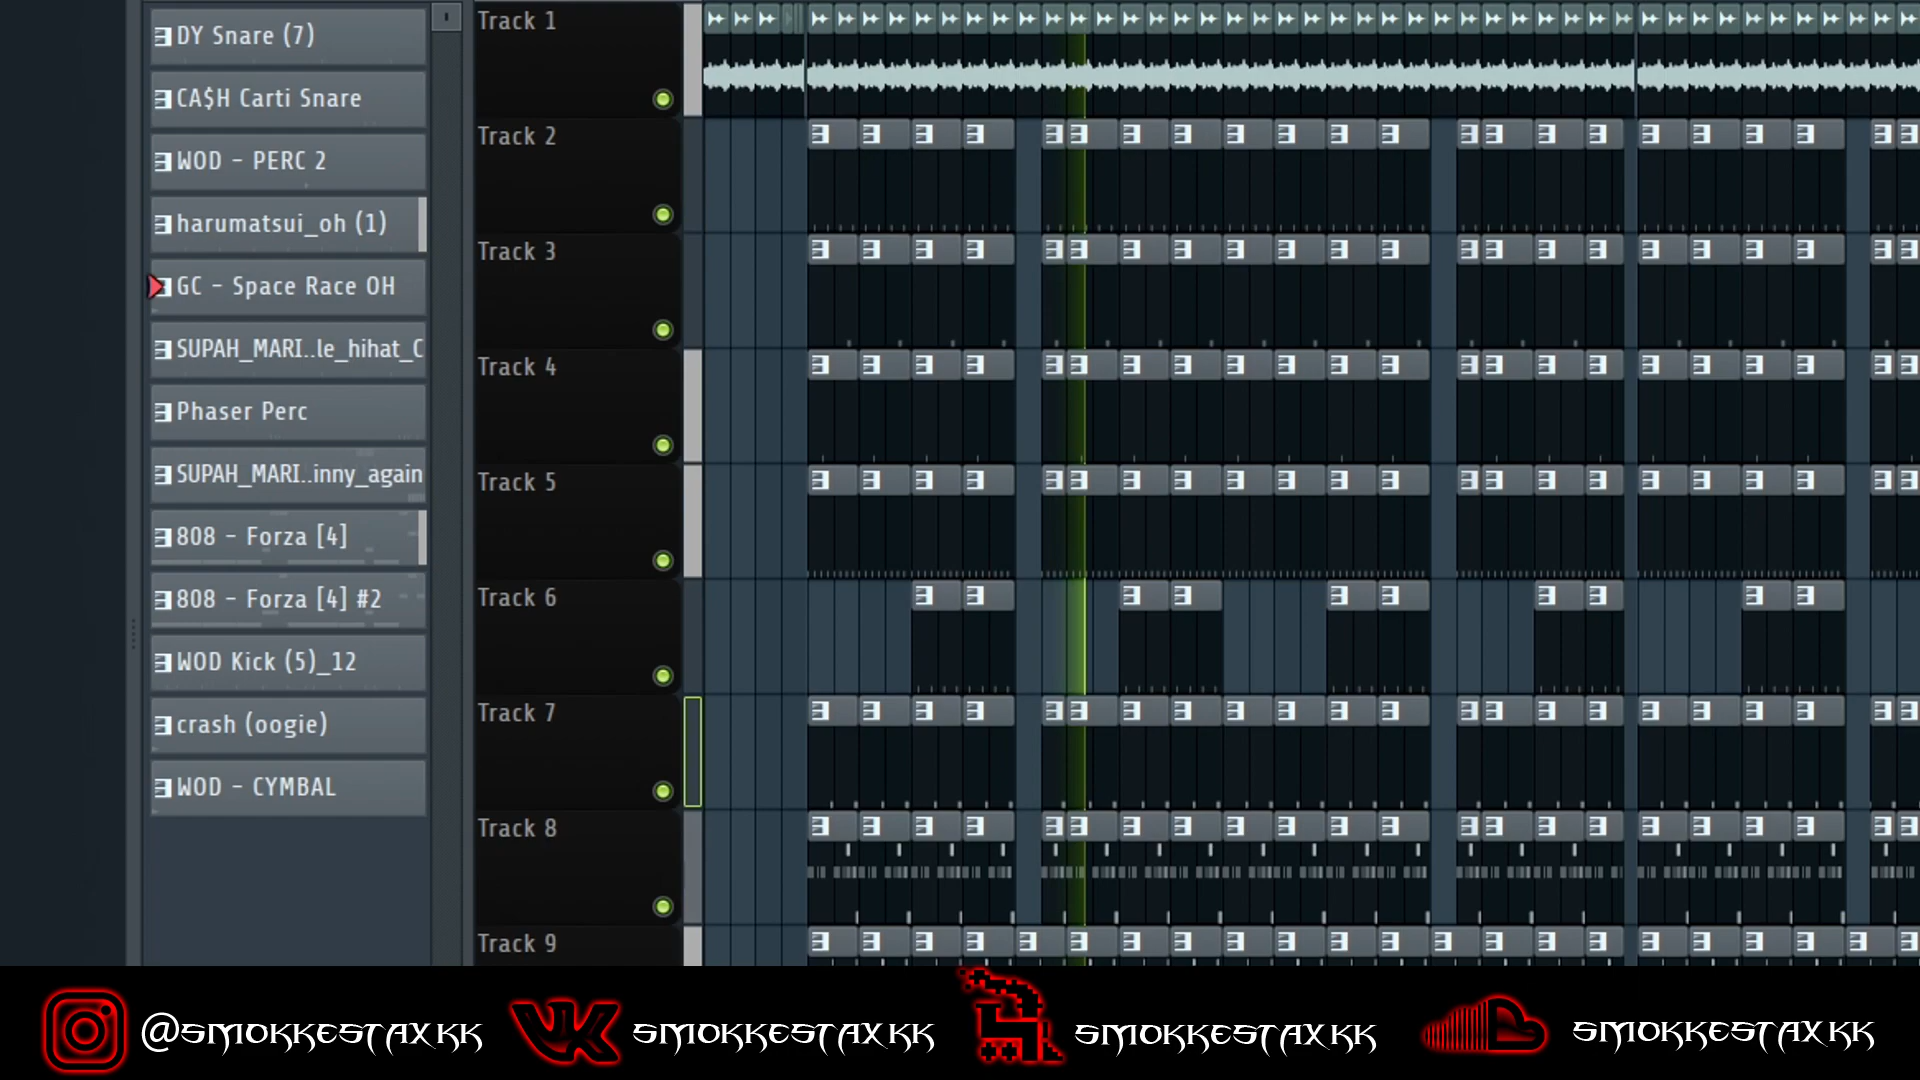 DY Snare (7)
CA$H Carti Snare
WOD - PERC 2
harumatsui_oh (1)
GC - Space Race OH
SUPAH_MARI..le_hihat_C
Phaser Perc
SUPAH_MARI..inny_again
808 - Forza [4]
808 - Forza [4] #2
WOD Kick (5)_12
crash (oogie)
WOD - CYMBAL
Track 1
Track 2
Track 3
Track 4
Track 5
Track 6
Track 7
Track 8
Track 9
@SMOKKESTAXKK
SMOKKESTAXKK
SMOKKESTAXKK
SMOKKESTAXKK